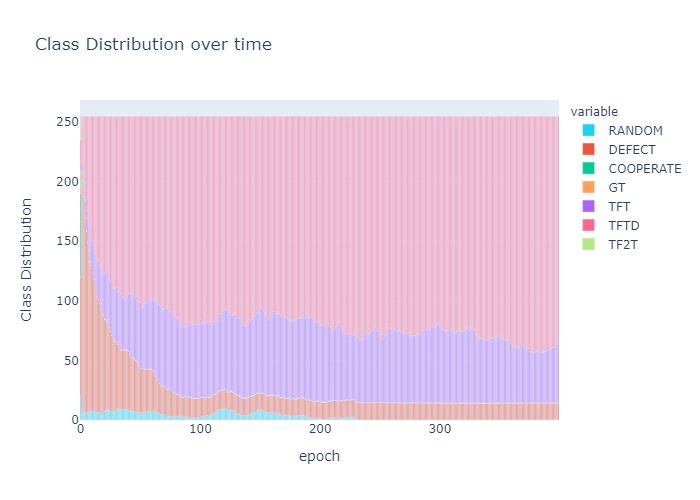 Class Distribution over time
variable
RANDOM
DEFECT
COOPERATE
GT
TFT
TFTD
TF2T
Class Distribution
250
200
150
100
50
0
0 100 200 300
epoch